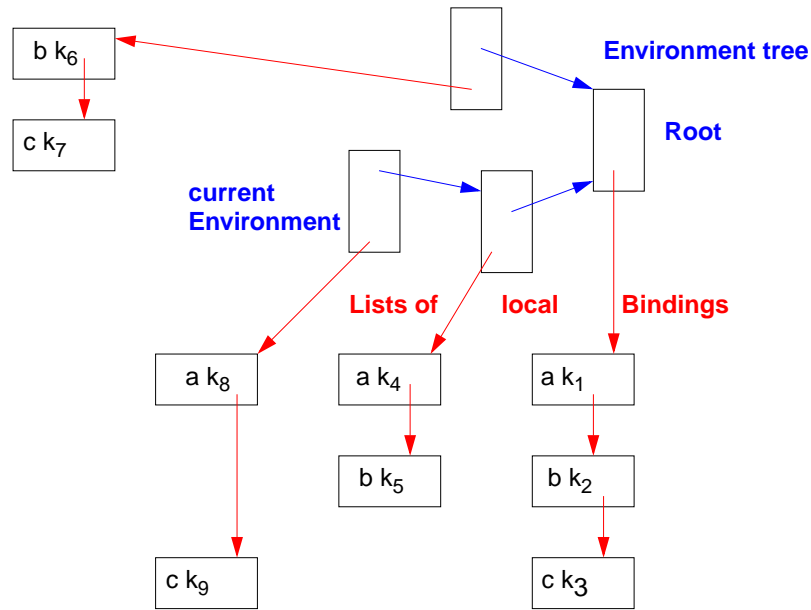 b k6
Environment tree
c k7
Root
current
Environment
Lists of local Bindings
a k8
a k4
a k1
b k5
b k2
c k9
c k3